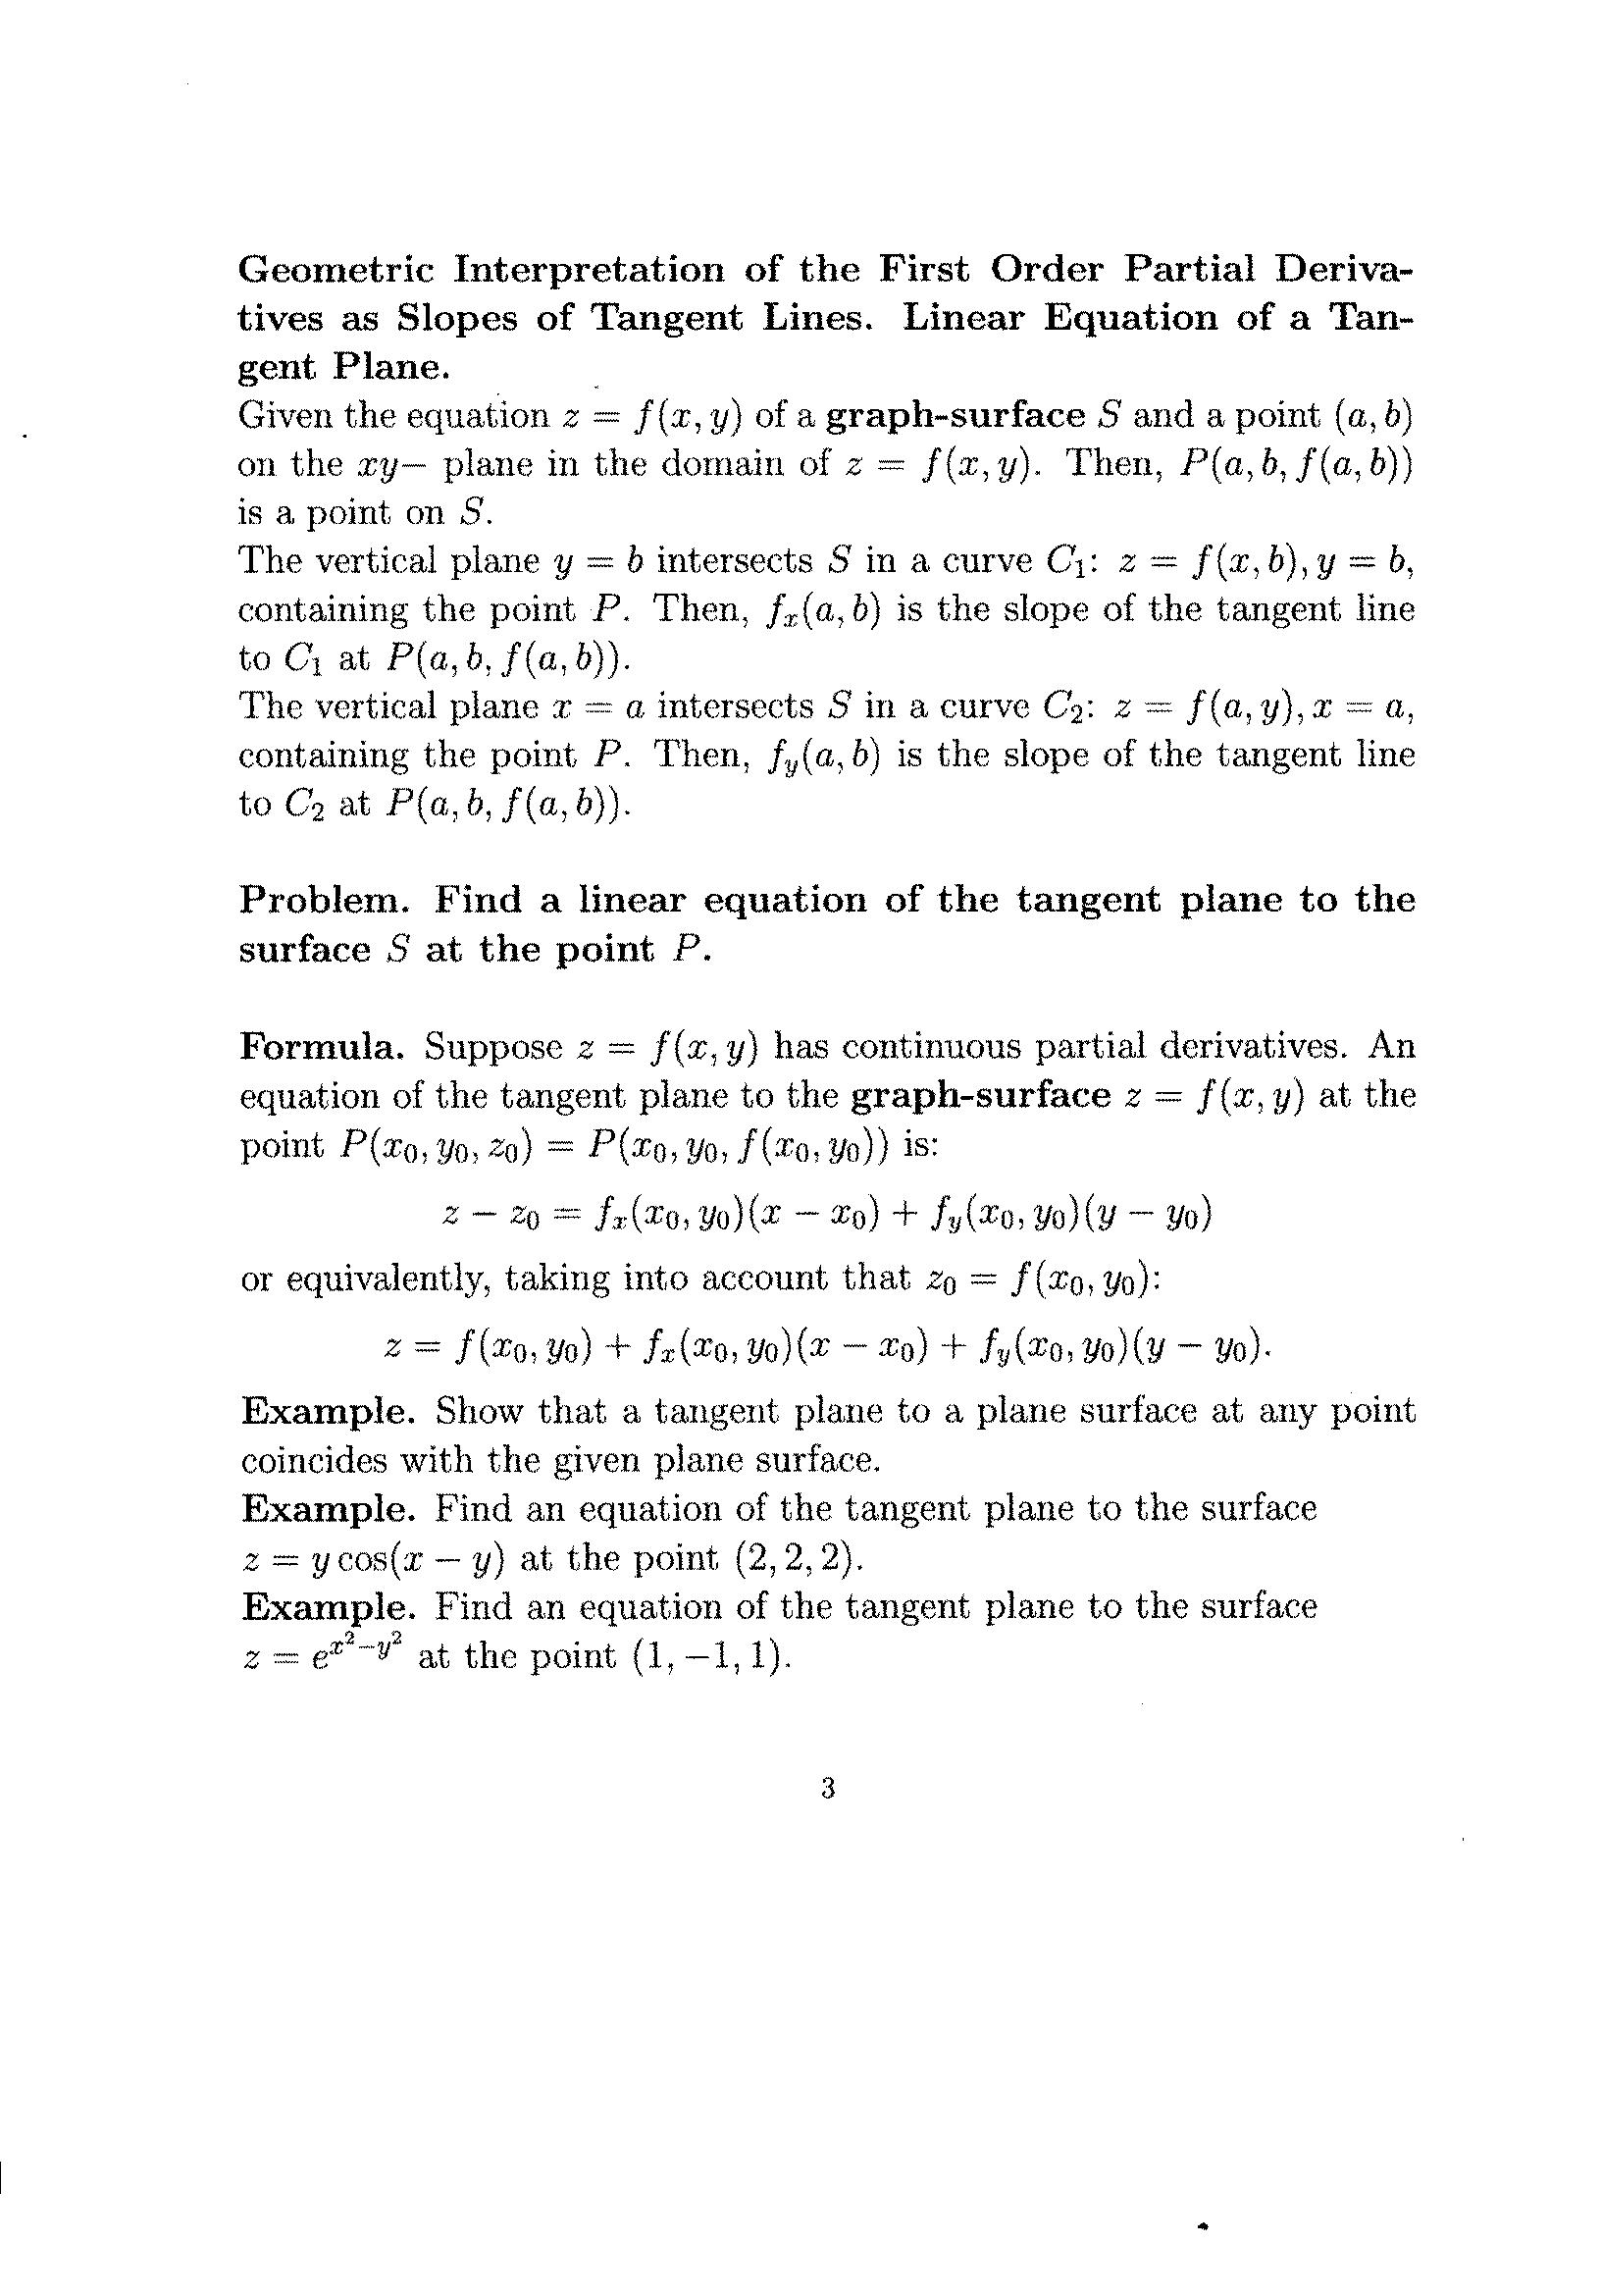 Geometric Interpretation of the First Order Partial Deriva-
tives as Slopes of Tangent Lines. Linear Equation of a Tan-
gent Plane.
Given the equation z = f(x, y) of a graph-surface S and a point (a, b)
on the xy− plane in the domain of z = f(x, y). Then, P(a, b, f(a, b))
is a point on S.
The vertical plane y = b intersects S in a curve C₁: z = f(x, b), y = b,
containing the point P. Then, fₓ(a, b) is the slope of the tangent line
to C₁ at P(a, b, f(a, b)).
The vertical plane x = a intersects S in a curve C₂: z = f(a, y), x = a,
containing the point P. Then, f_y(a, b) is the slope of the tangent line
to C₂ at P(a, b, f(a, b)).
Problem. Find a linear equation of the tangent plane to the
surface S at the point P.
Formula. Suppose z = f(x, y) has continuous partial derivatives. An
equation of the tangent plane to the graph-surface z = f(x, y) at the
point P(x₀, y₀, z₀) = P(x₀, y₀, f(x₀, y₀)) is:
z − z₀ = fₓ(x₀, y₀)(x − x₀) + f_y(x₀, y₀)(y − y₀)
or equivalently, taking into account that z₀ = f(x₀, y₀):
z = f(x₀, y₀) + fₓ(x₀, y₀)(x − x₀) + f_y(x₀, y₀)(y − y₀).
Example. Show that a tangent plane to a plane surface at any point
coincides with the given plane surface.
Example. Find an equation of the tangent plane to the surface
z = y cos(x − y) at the point (2, 2, 2).
Example. Find an equation of the tangent plane to the surface
z = e^{x²−y²} at the point (1, −1, 1).
3